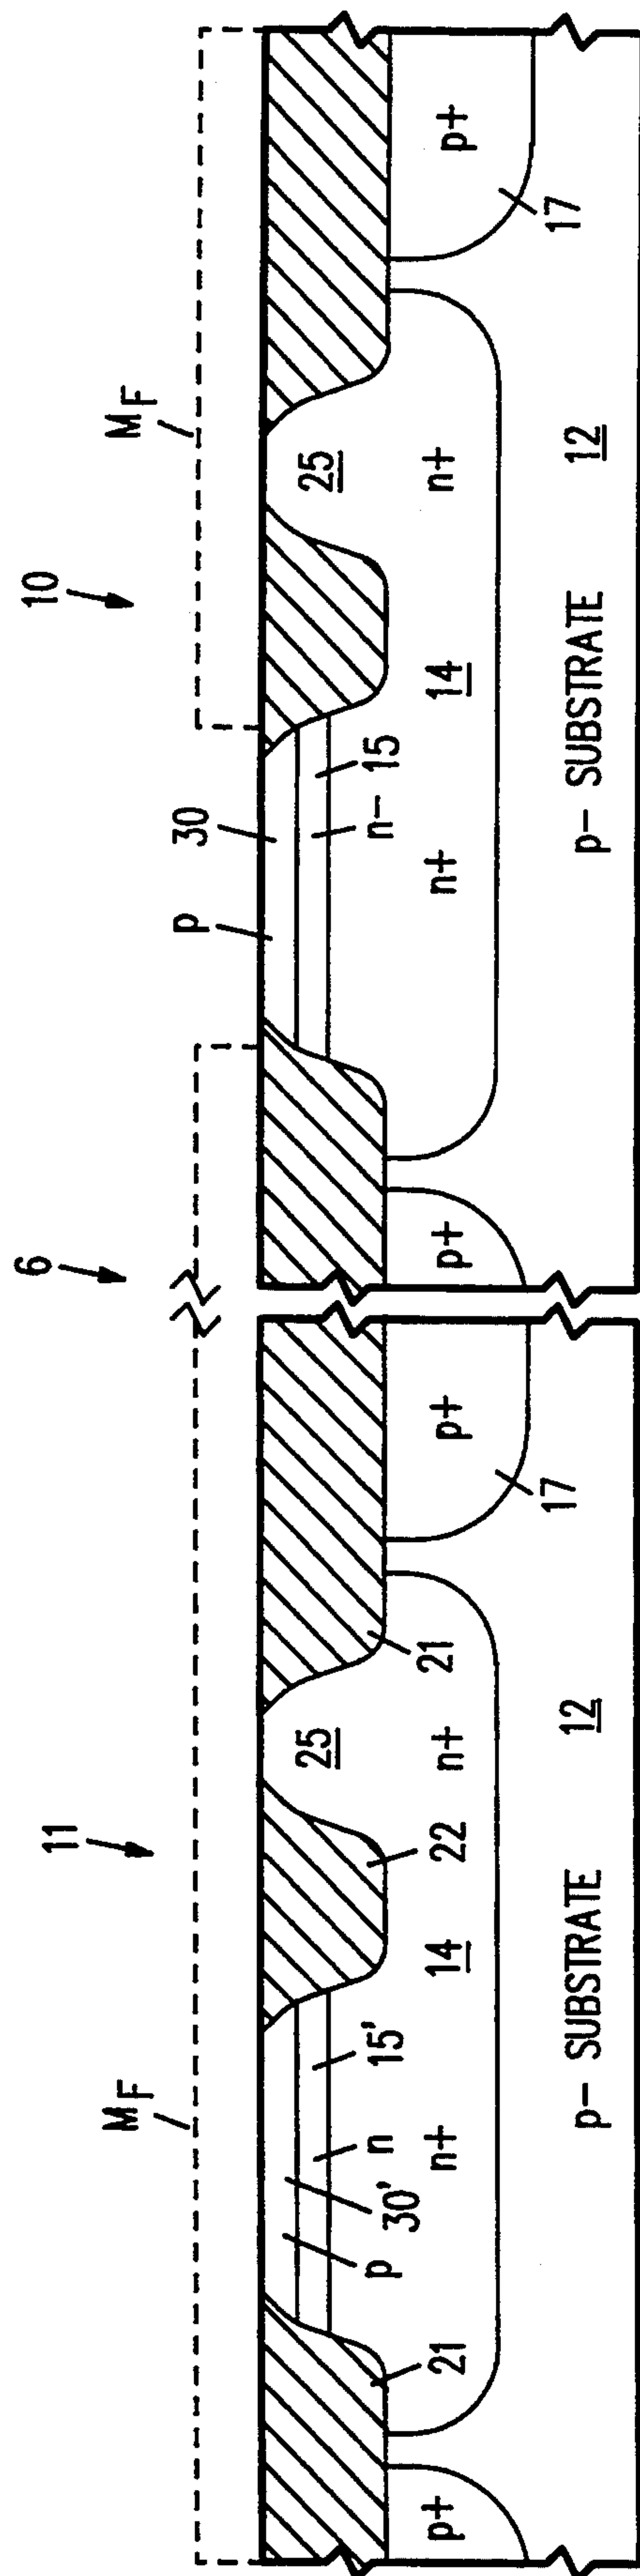 6
11
10
M_F
M_F
p
30
25
25
p
30'
n
15'
n-
15
21
22
21
14
14
n+
n+
n+
n+
p+
p+
p+
p+
17
17
12
12
p- SUBSTRATE
p- SUBSTRATE